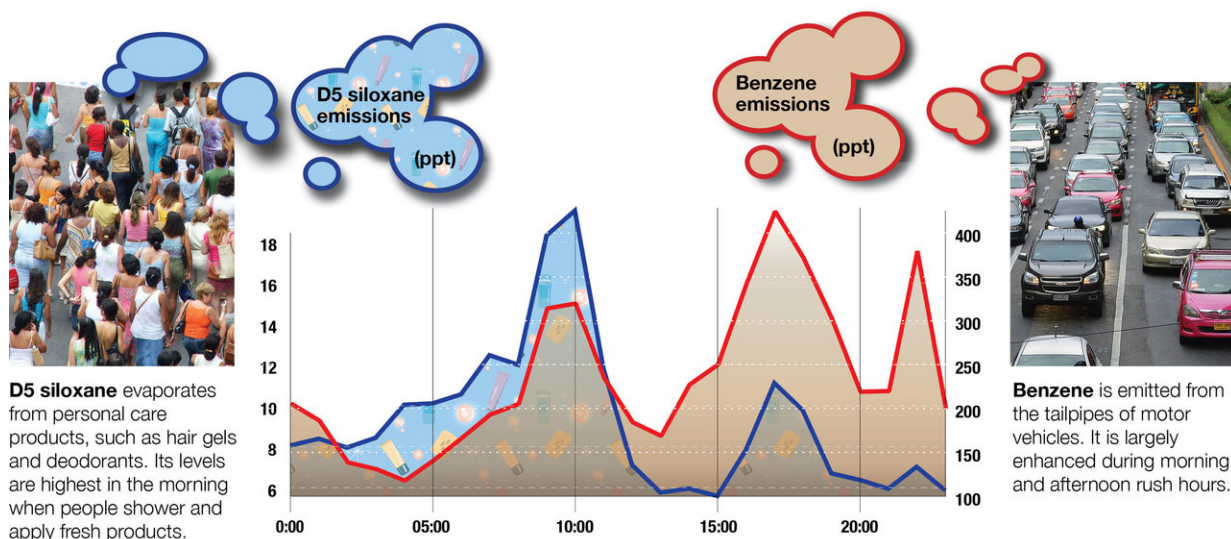 D5 siloxane
emissions
(ppt)
Benzene
emissions
(ppt)
18
16
14
12
10
8
6
400
350
300
250
200
150
100
0:00
05:00
10:00
15:00
20:00
D5 siloxane evaporates
from personal care
products, such as hair gels
and deodorants. Its levels
are highest in the morning
when people shower and
apply fresh products.
Benzene is emitted from
the tailpipes of motor
vehicles. It is largely
enhanced during morning
and afternoon rush hours.